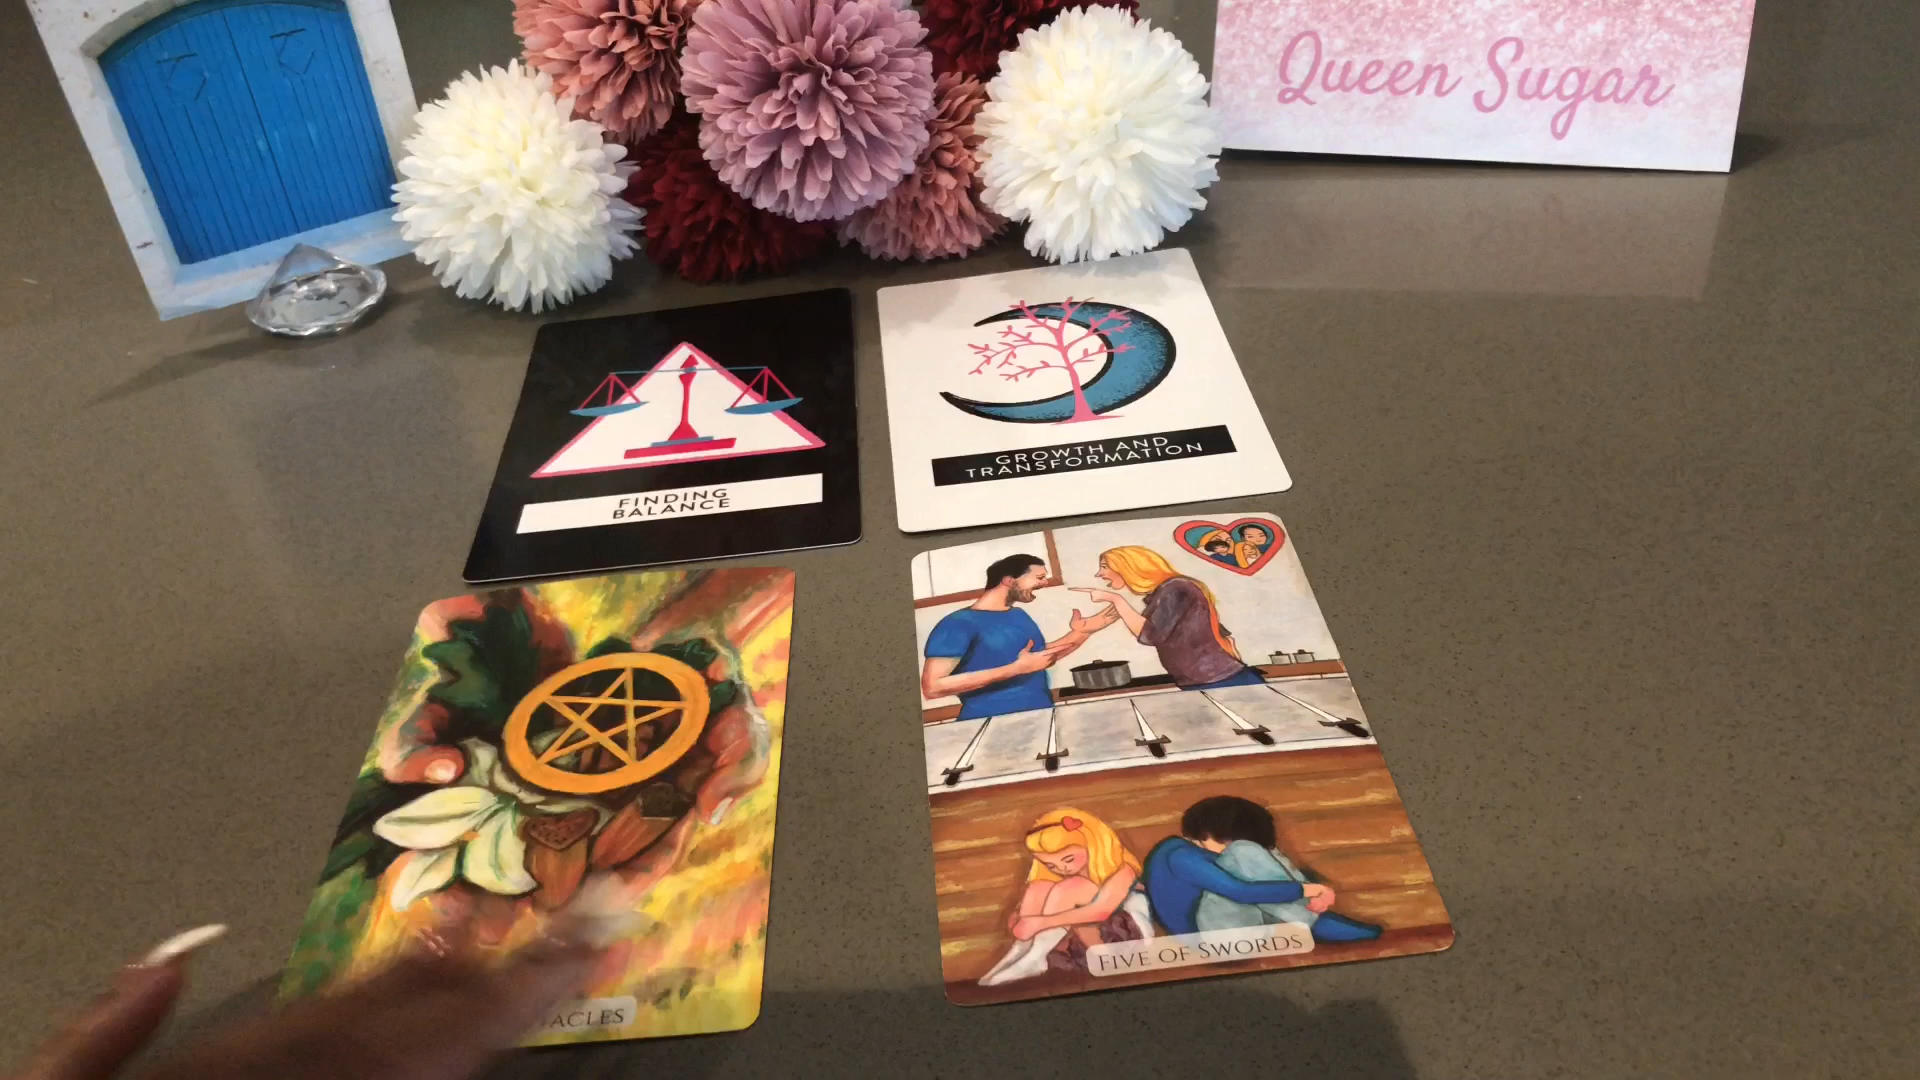 Queen Sugar
FINDING
BALANCE
GROWTH AND
TRANSFORMATION
FIVE OF SWORDS